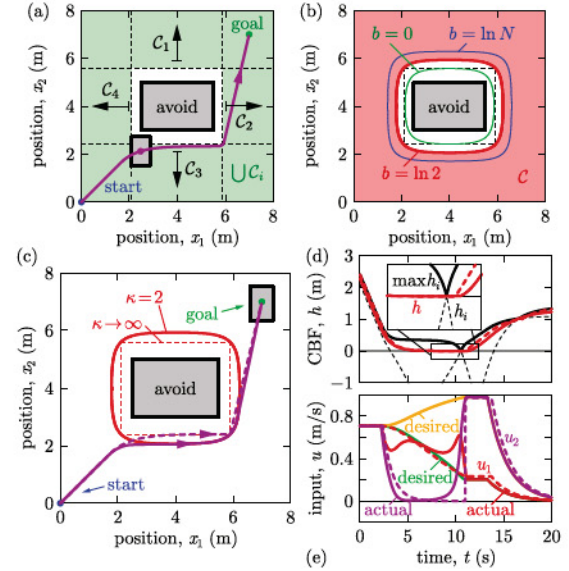 (a)
position, x₂ (m)
8
6
4
2
0
goal
C₁
C₄
avoid
C₂
C₃
start
⋃Cᵢ
0 2 4 6 8
position, x₁ (m)
(b)
position, x₂ (m)
8
6
4
2
0
b = 0
b = ln N
avoid
b = ln 2
C
0 2 4 6 8
position, x₁ (m)
(c)
position, x₂ (m)
8
6
4
2
0
κ = 2
goal
κ → ∞
avoid
start
0 2 4 6 8
position, x₁ (m)
(d)
CBF, h (m)
3
2
1
0
−1
max hᵢ
h
hᵢ
input, u (m/s)
0.8
0.4
0
desired
u₂
desired
u₁
actual
actual
0 5 10 15 20
(e)
time, t (s)